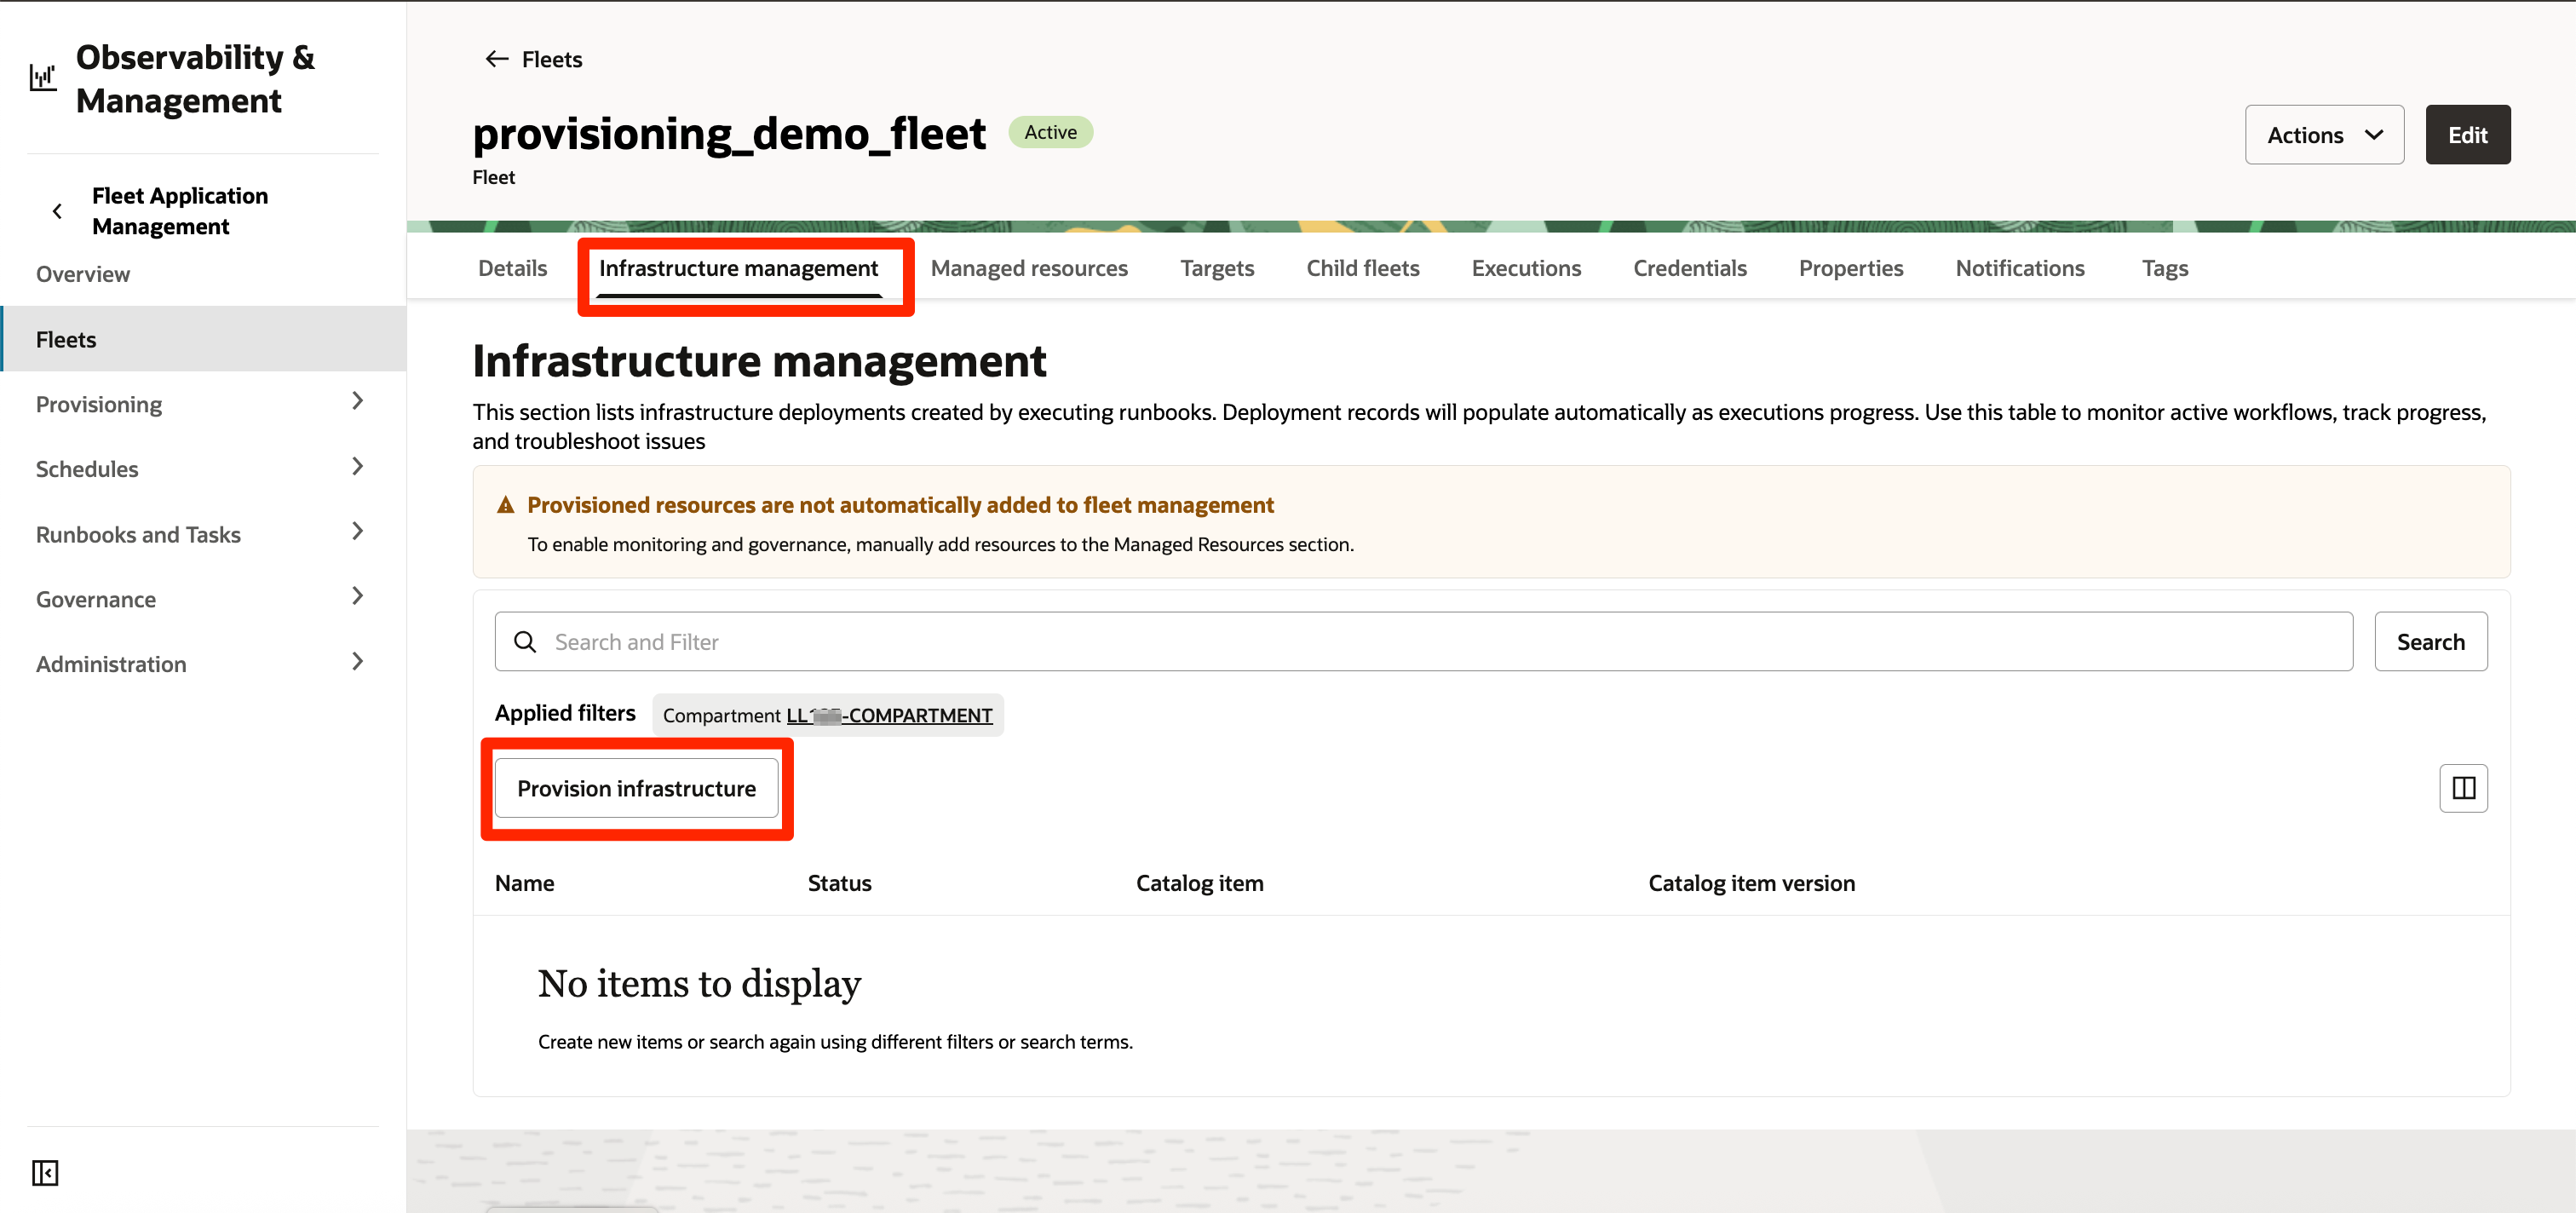 Observability &
Management
Fleet Application
Management
Overview
Fleets
Provisioning
Schedules
Runbooks and Tasks
Governance
Administration
Fleets
provisioning_demo_fleet
Active
Fleet
Actions
Edit
Details
Infrastructure management
Managed resources
Targets
Child fleets
Executions
Credentials
Properties
Notifications
Tags
Infrastructure management
This section lists infrastructure deployments created by executing runbooks. Deployment records will populate automatically as executions progress. Use this table to monitor active workflows, track progress,
and troubleshoot issues
Provisioned resources are not automatically added to fleet management
To enable monitoring and governance, manually add resources to the Managed Resources section.
Search and Filter
Search
Applied filters
Compartment -COMPARTMENT
Provision infrastructure
Name Status Catalog item Catalog item version
No items to display
Create new items or search again using different filters or search terms.